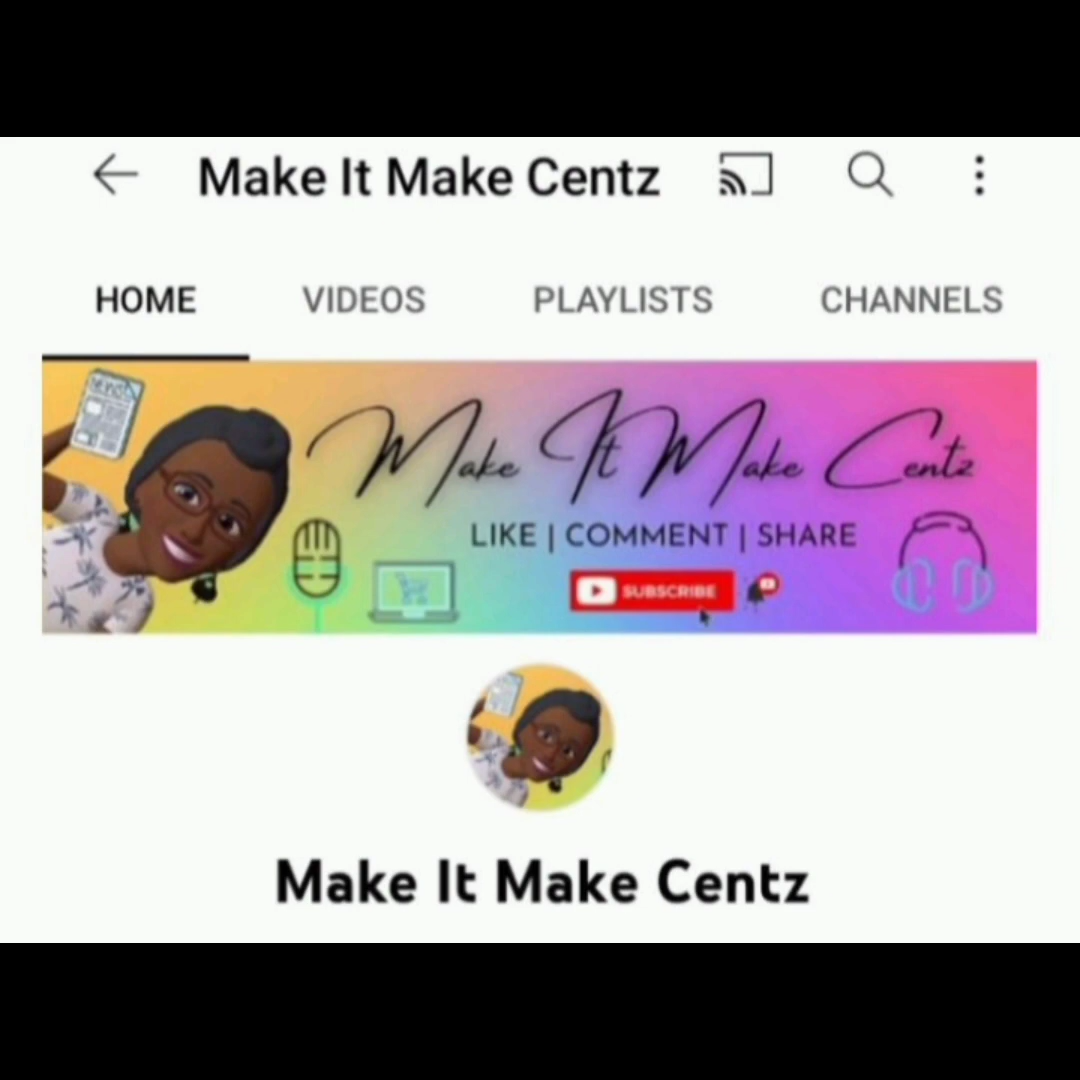 Make It Make Centz
HOME VIDEOS PLAYLISTS CHANNELS
NEWS
Make It Make Centz
LIKE | COMMENT | SHARE
SUBSCRIBE
Make It Make Centz